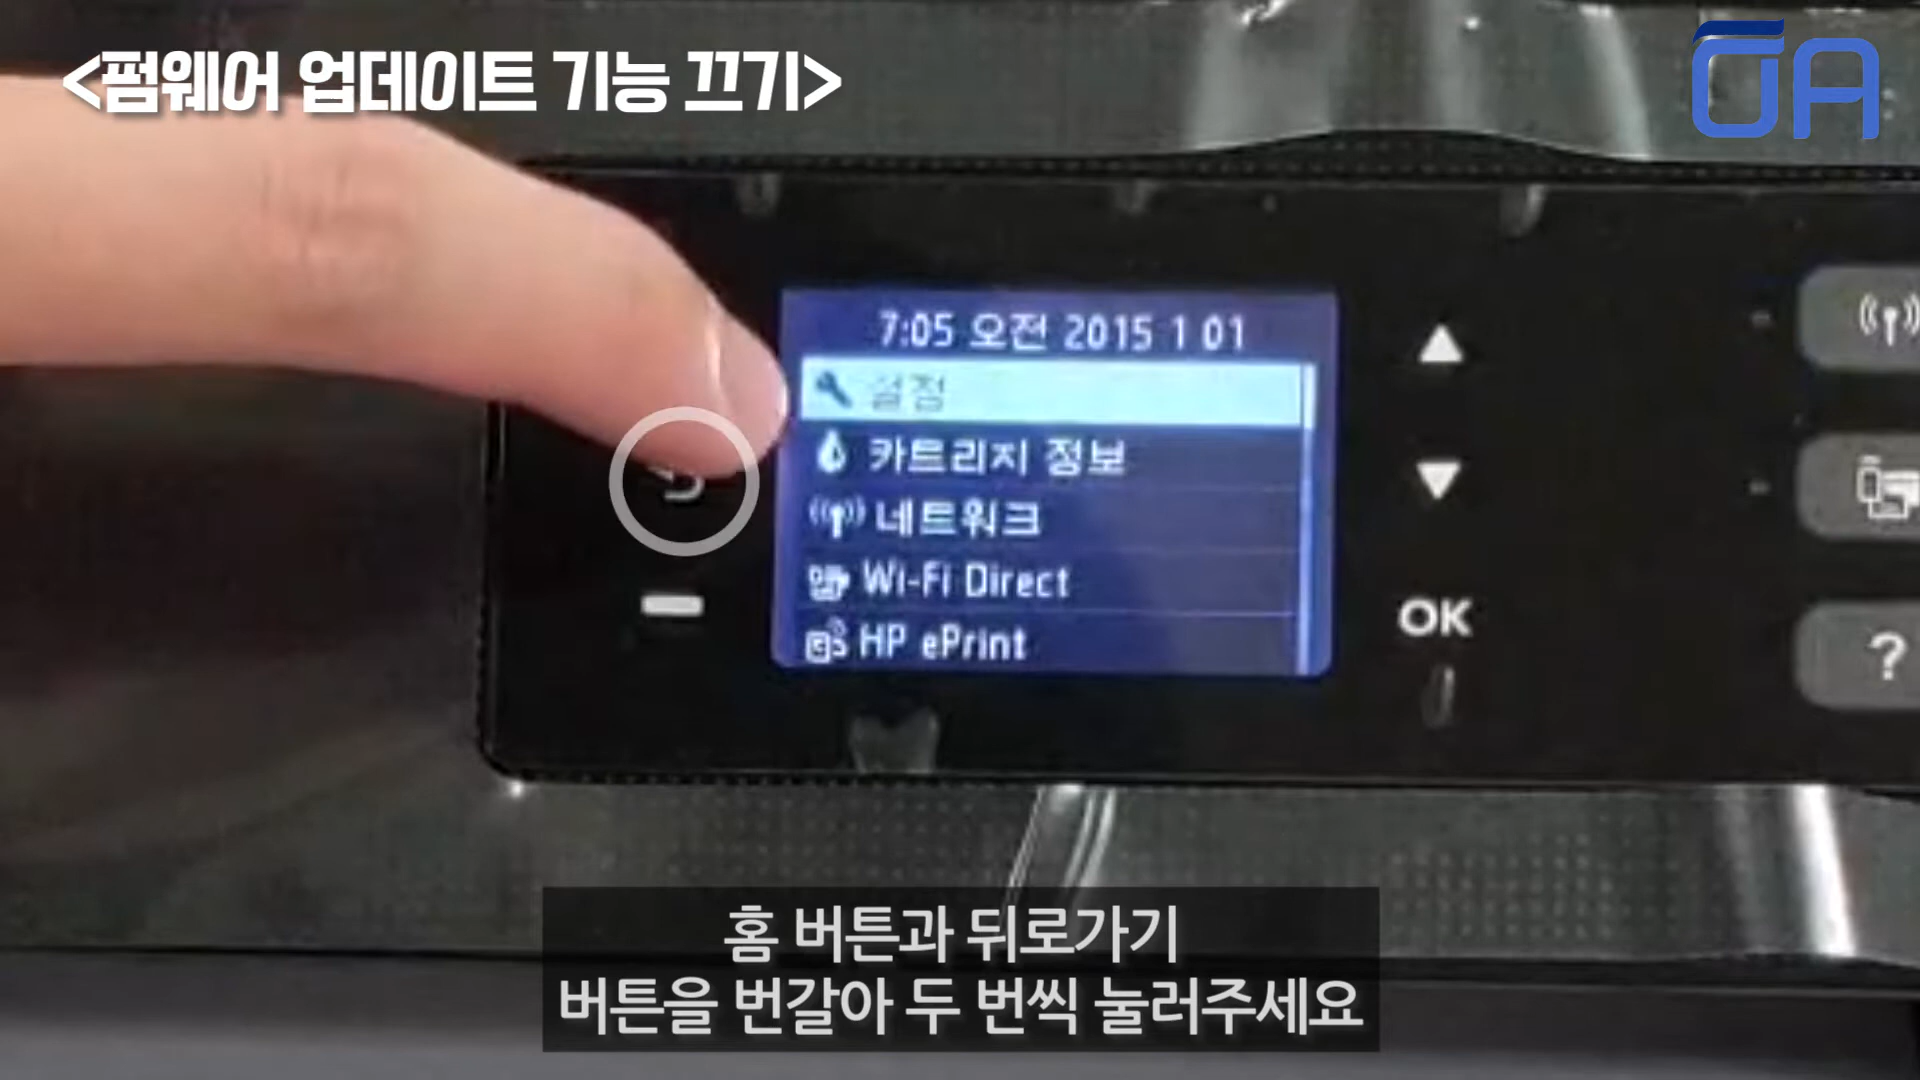 <펌웨어 업데이트 기능 끄기>
7:05 오전 2015 1 01
설정
카트리지 정보
네트워크
Wi-Fi Direct
HP ePrint
OK
?
홈 버튼과 뒤로가기
버튼을 번갈아 두 번씩 눌러주세요